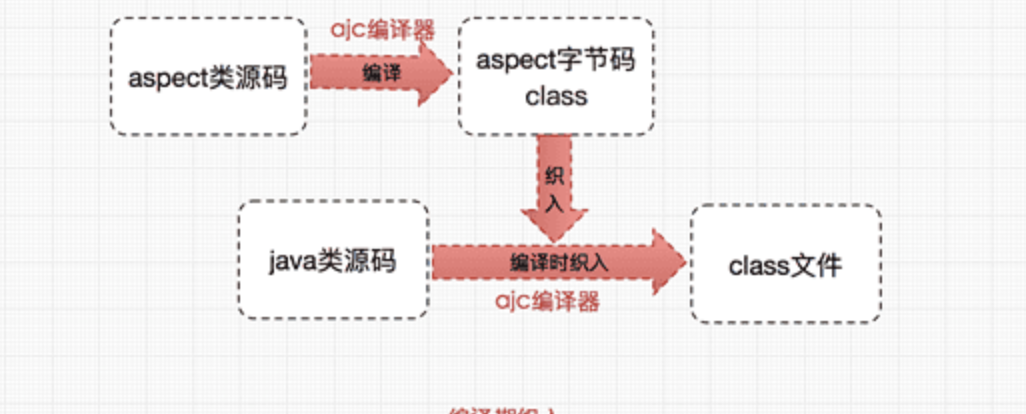 ajc编译器
aspect类源码
编译
aspect字节码
class
织
入
java类源码
编译时织入
class文件
ajc编译器